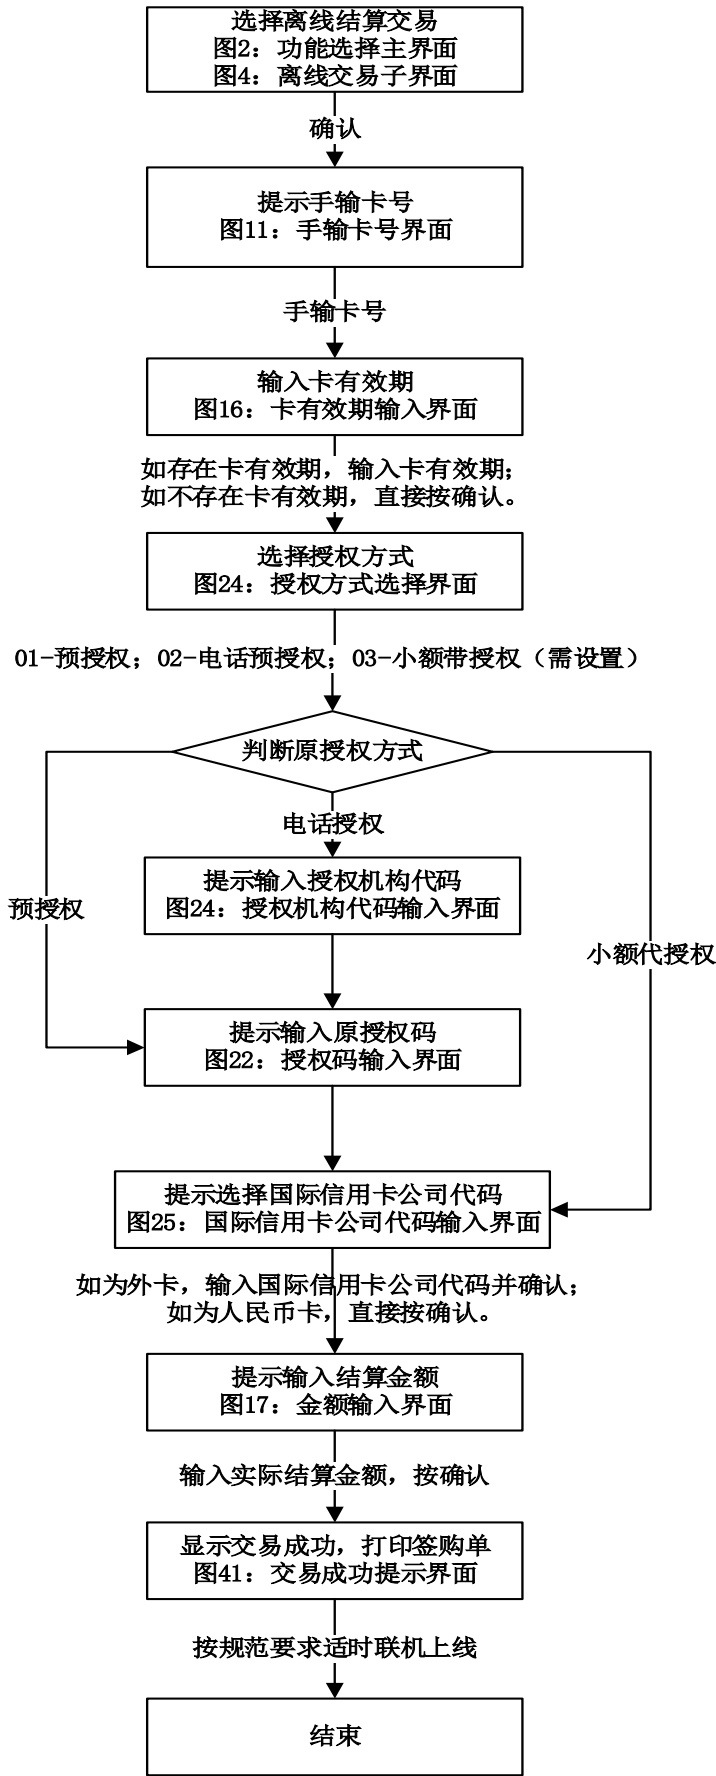 选择离线结算交易
图2：功能选择主界面
图4：离线交易子界面
确认
提示手输卡号
图11：手输卡号界面
手输卡号
输入卡有效期
图16：卡有效期输入界面
如存在卡有效期，输入卡有效期；
如不存在卡有效期，直接按确认。
选择授权方式
图24：授权方式选择界面
01-预授权；02-电话预授权；03-小额带授权（需设置）
判断原授权方式
电话授权
提示输入授权机构代码
图24：授权机构代码输入界面
预授权
小额代授权
提示输入原授权码
图22：授权码输入界面
提示选择国际信用卡公司代码
图25：国际信用卡公司代码输入界面
如为外卡，输入国际信用卡公司代码并确认；
如为人民币卡，直接按确认。
提示输入结算金额
图17：金额输入界面
输入实际结算金额，按确认
显示交易成功，打印签购单
图41：交易成功提示界面
按规范要求适时联机上线
结束